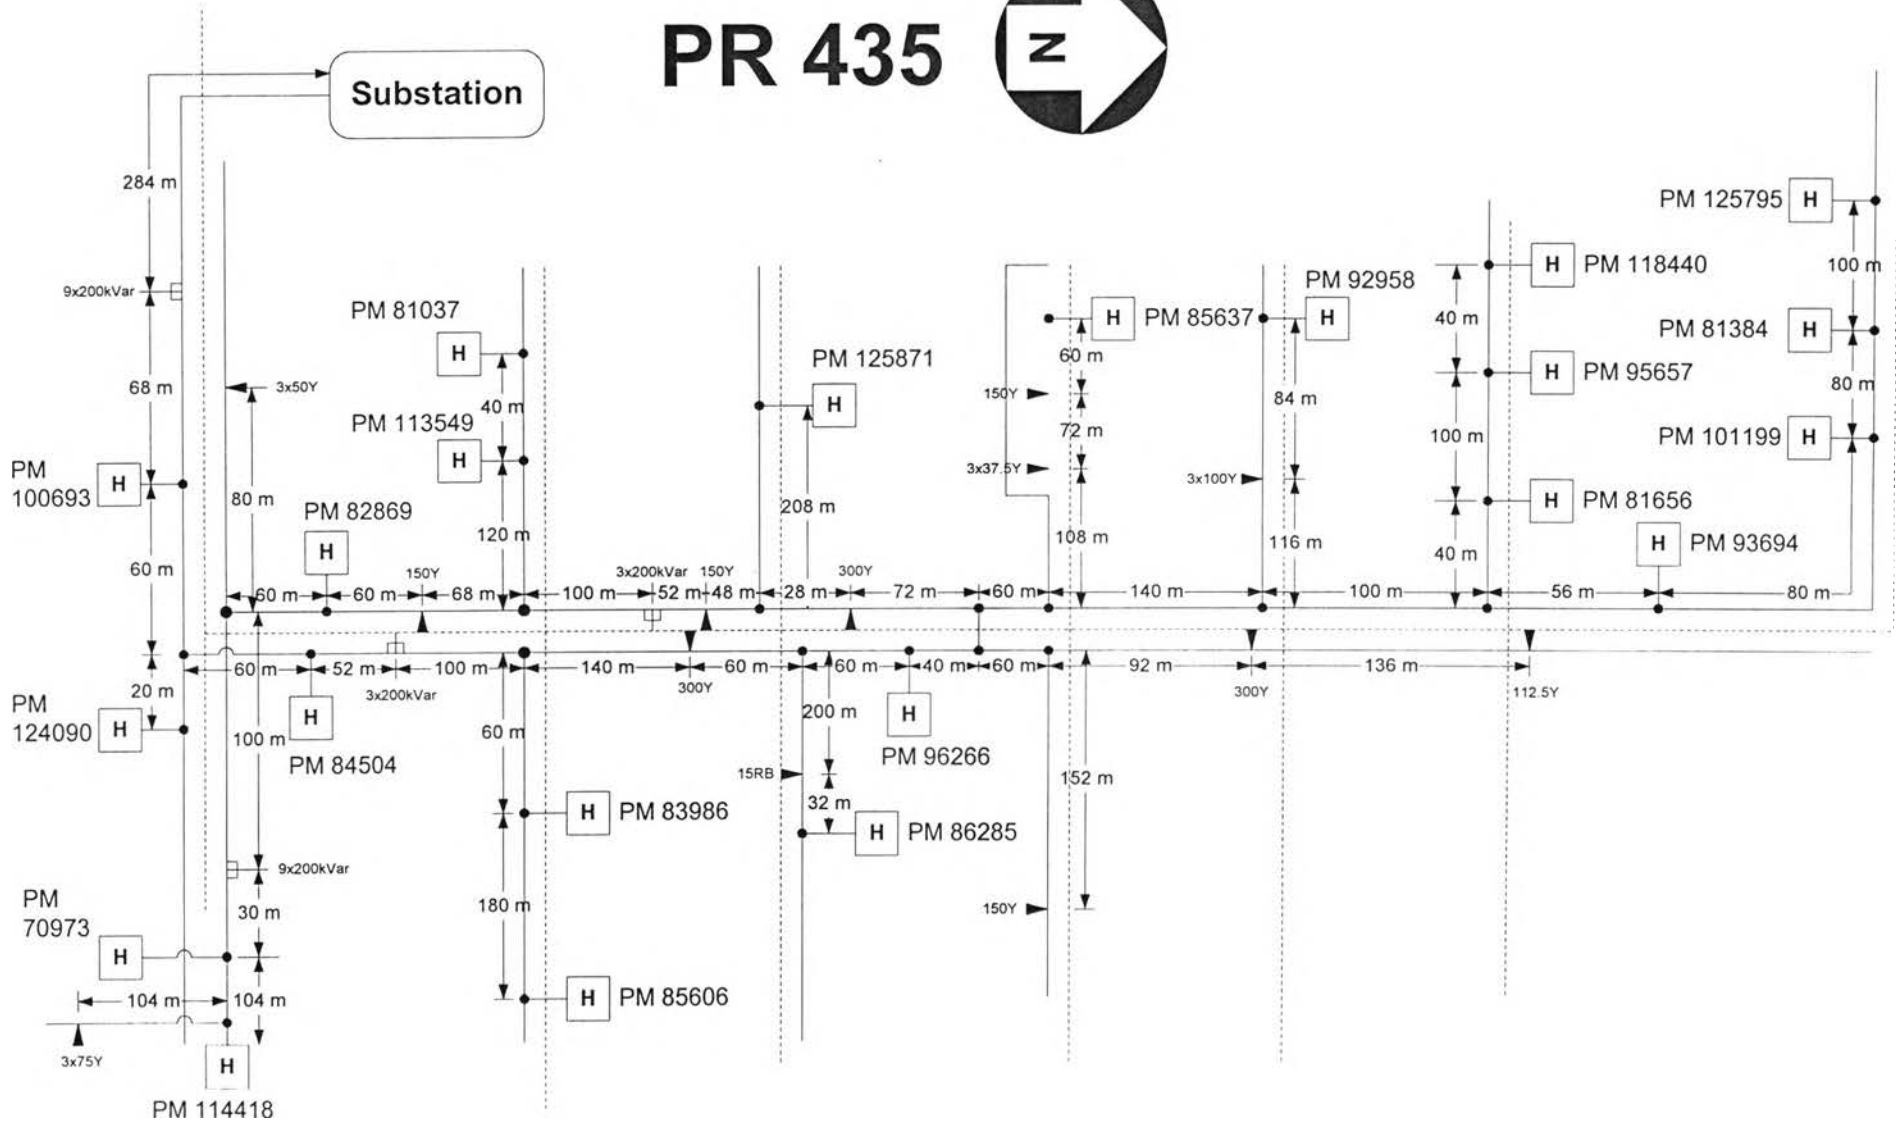 PR 435
N
Substation
284 m
PM 125795 H
H PM 118440
100 m
PM 92958
9x200kVar
PM 81037
H PM 85637
H
40 m
PM 81384 H
H
60 m
PM 125871
68 m
3x50Y
H PM 95657
80 m
150Y
84 m
40 m
H
PM 113549
72 m
100 m
PM 101199 H
H
PM
100693 H
3x37.5Y
3x100Y
80 m
208 m
H PM 81656
PM 82869
120 m
108 m
116 m
H PM 93694
H
40 m
60 m
150Y
3x200kVar 150Y
300Y
60 m 60 m 68 m 100 m 52 m 48 m 28 m 72 m 60 m 140 m 100 m 56 m 80 m
60 m 52 m 100 m 140 m 60 m 60 m 40 m 60 m 92 m 136 m
20 m
3x200kVar
300Y
300Y
112.5Y
PM
124090 H
H
60 m
200 m
H
100 m
PM 84504
PM 96266
15RB
152 m
32 m
H PM 83986
H PM 86285
9x200kVar
PM
70973
30 m
180 m
150Y
H
104 m 104 m
H PM 85606
3x75Y
H
PM 114418